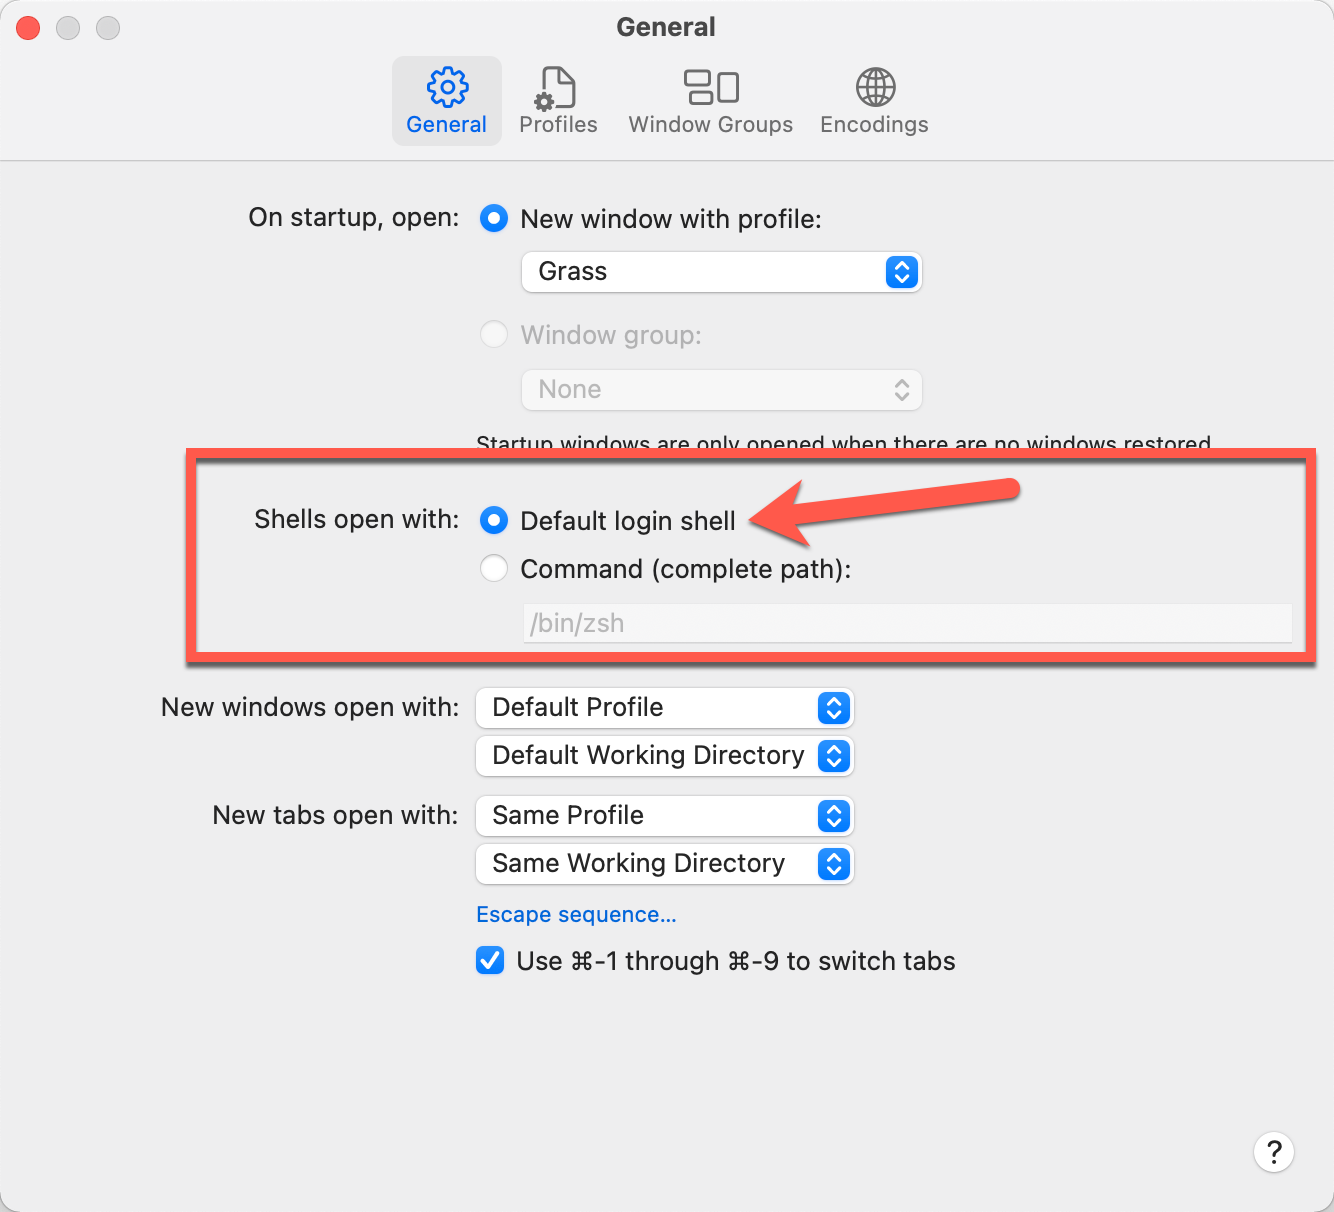 General
General Profiles Window Groups Encodings
On startup, open: New window with profile:
Grass
Window group:
None
Startup windows are only opened when there are no windows restored
Shells open with: Default login shell
Command (complete path):
/bin/zsh
New windows open with: Default Profile
Default Working Directory
New tabs open with: Same Profile
Same Working Directory
Escape sequence...
Use ⌘-1 through ⌘-9 to switch tabs
?